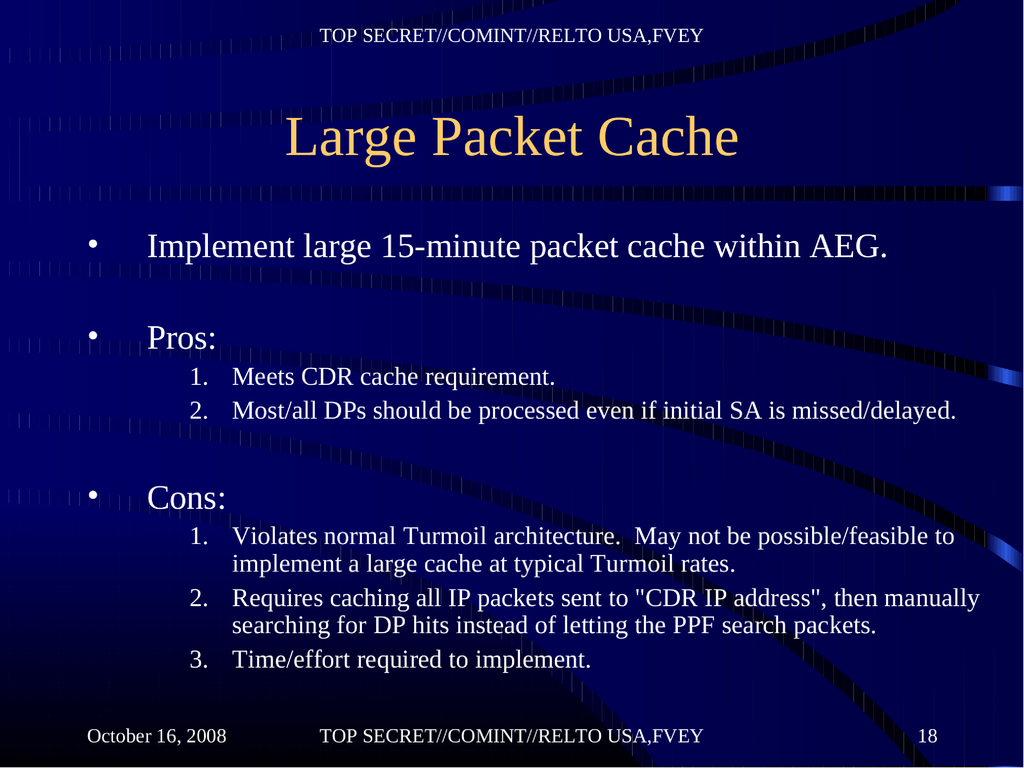 TOP SECRET//COMINT//RELTO USA,FVEY
Large Packet Cache
• Implement large 15-minute packet cache within AEG.
• Pros:
1. Meets CDR cache requirement.
2. Most/all DPs should be processed even if initial SA is missed/delayed.
• Cons:
1. Violates normal Turmoil architecture.  May not be possible/feasible to
implement a large cache at typical Turmoil rates.
2. Requires caching all IP packets sent to "CDR IP address", then manually
searching for DP hits instead of letting the PPF search packets.
3. Time/effort required to implement.
October 16, 2008 TOP SECRET//COMINT//RELTO USA,FVEY 18